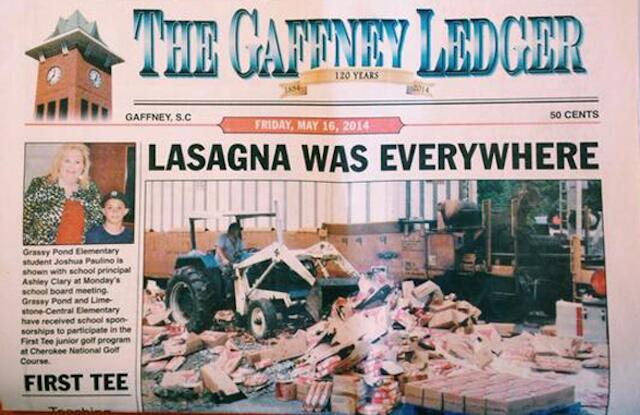 THE GAFFNEY LEDGER
120 YEARS
1894 2014
GAFFNEY, S.C
FRIDAY, MAY 16, 2014
50 CENTS
LASAGNA WAS EVERYWHERE
Grassy Pond Elementary
student Joshua Paulino is
shown with school principal
Ashley Clary at Monday's
school board meeting.
Grassy Pond and Lime-
stone-Central Elementary
have received school spon-
sorships to participate in the
First Tee junior golf program
at Cherokee National Golf
Course.
FIRST TEE
Teaching